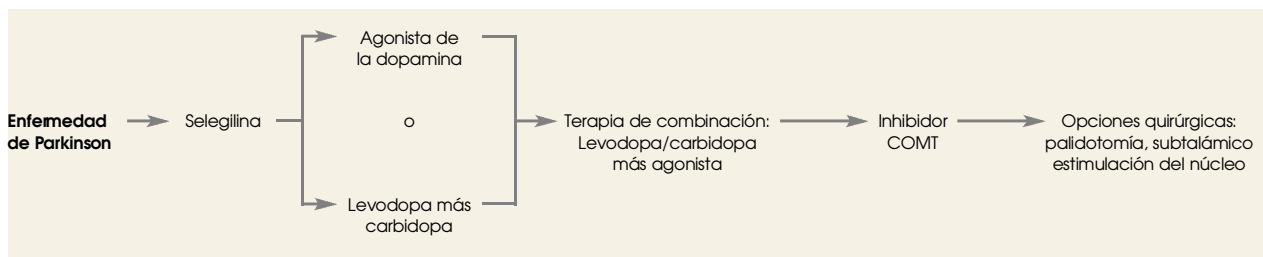 Enfermedad
de Parkinson
Selegilina
Agonista de
la dopamina
o
Levodopa más
carbidopa
Terapia de combinación:
Levodopa/carbidopa
más agonista
Inhibidor
COMT
Opciones quirúrgicas:
palidotomía, subtalámico
estimulación del núcleo